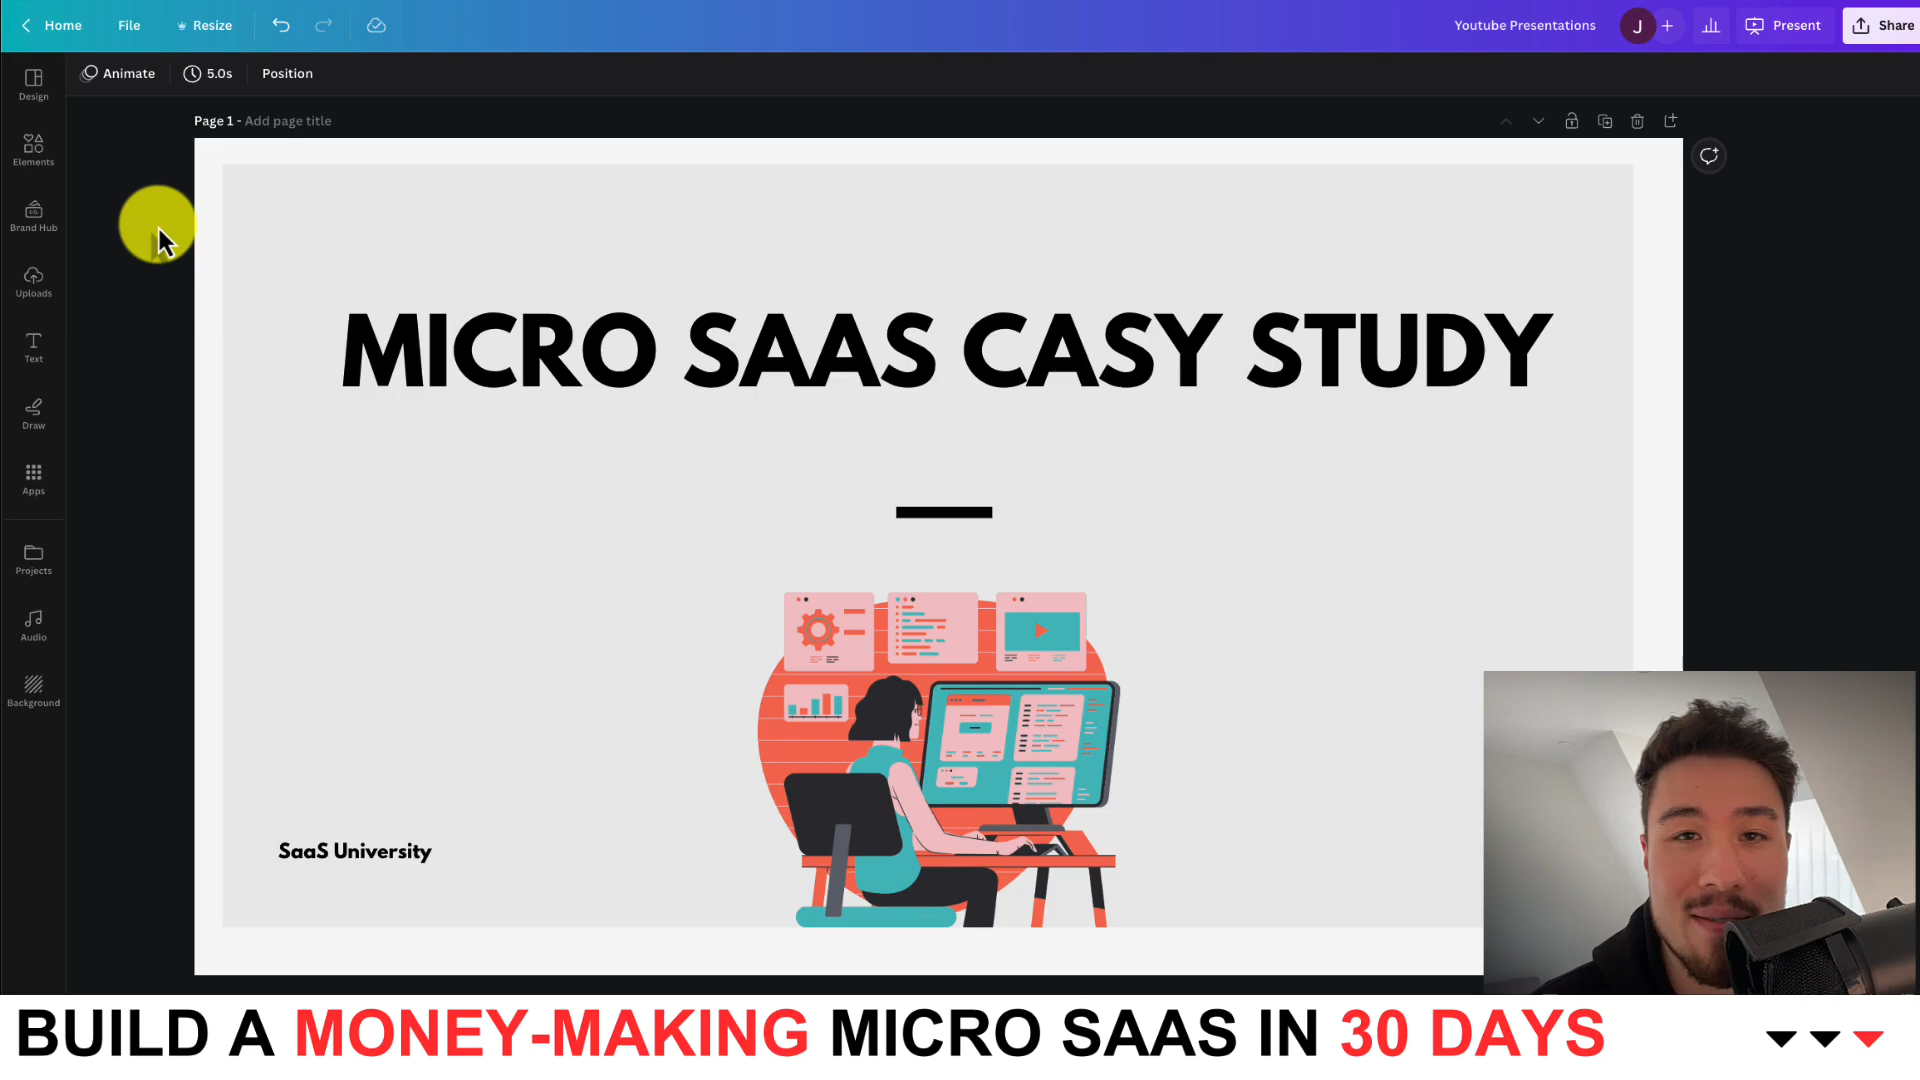 Home File Resize Youtube Presentations J + Present Share
Animate 5.0s Position
Design
Page 1 - Add page title
Elements
Brand Hub
Uploads
Text
Draw
Apps
Projects
Audio
Background
MICRO SAAS CASY STUDY
SaaS University
BUILD A MONEY-MAKING MICRO SAAS IN 30 DAYS